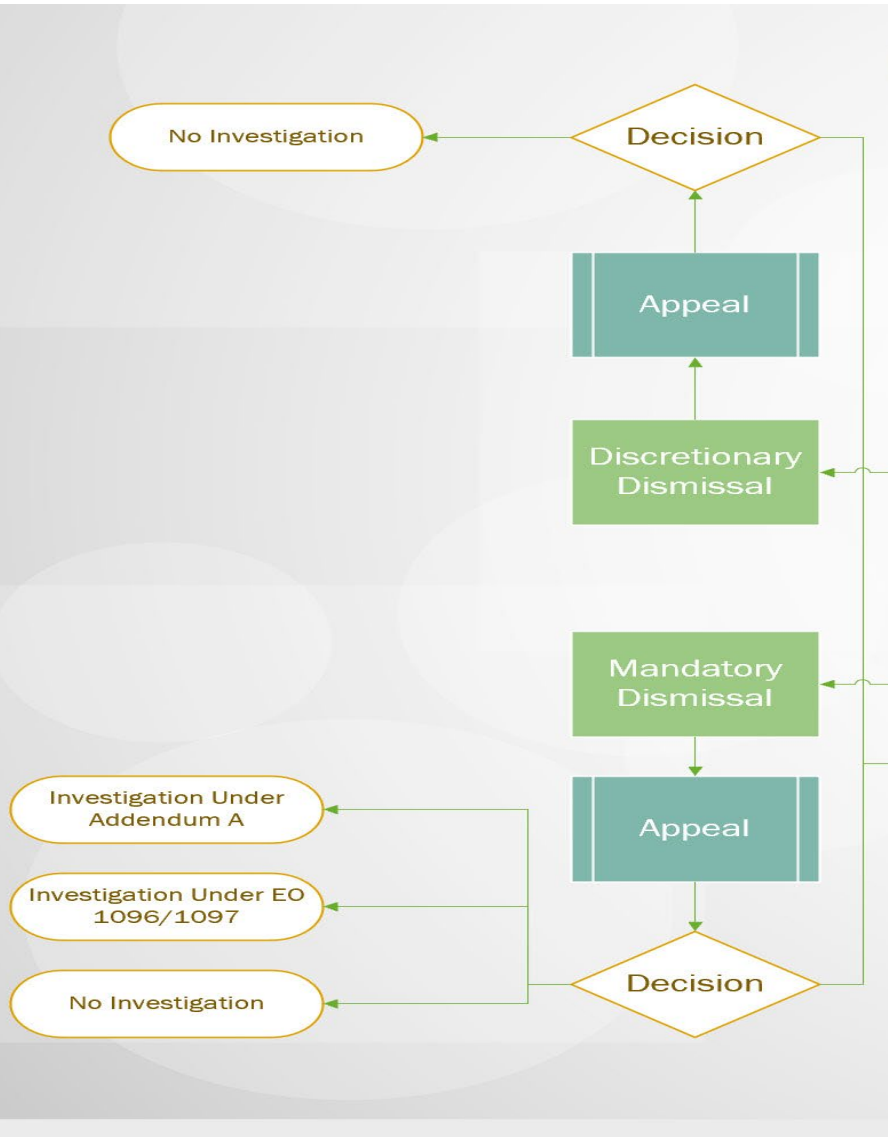 No Investigation
Decision
Appeal
Discretionary
Dismissal
Mandatory
Dismissal
Appeal
Investigation Under
Addendum A
Investigation Under EO
1096/1097
No Investigation
Decision